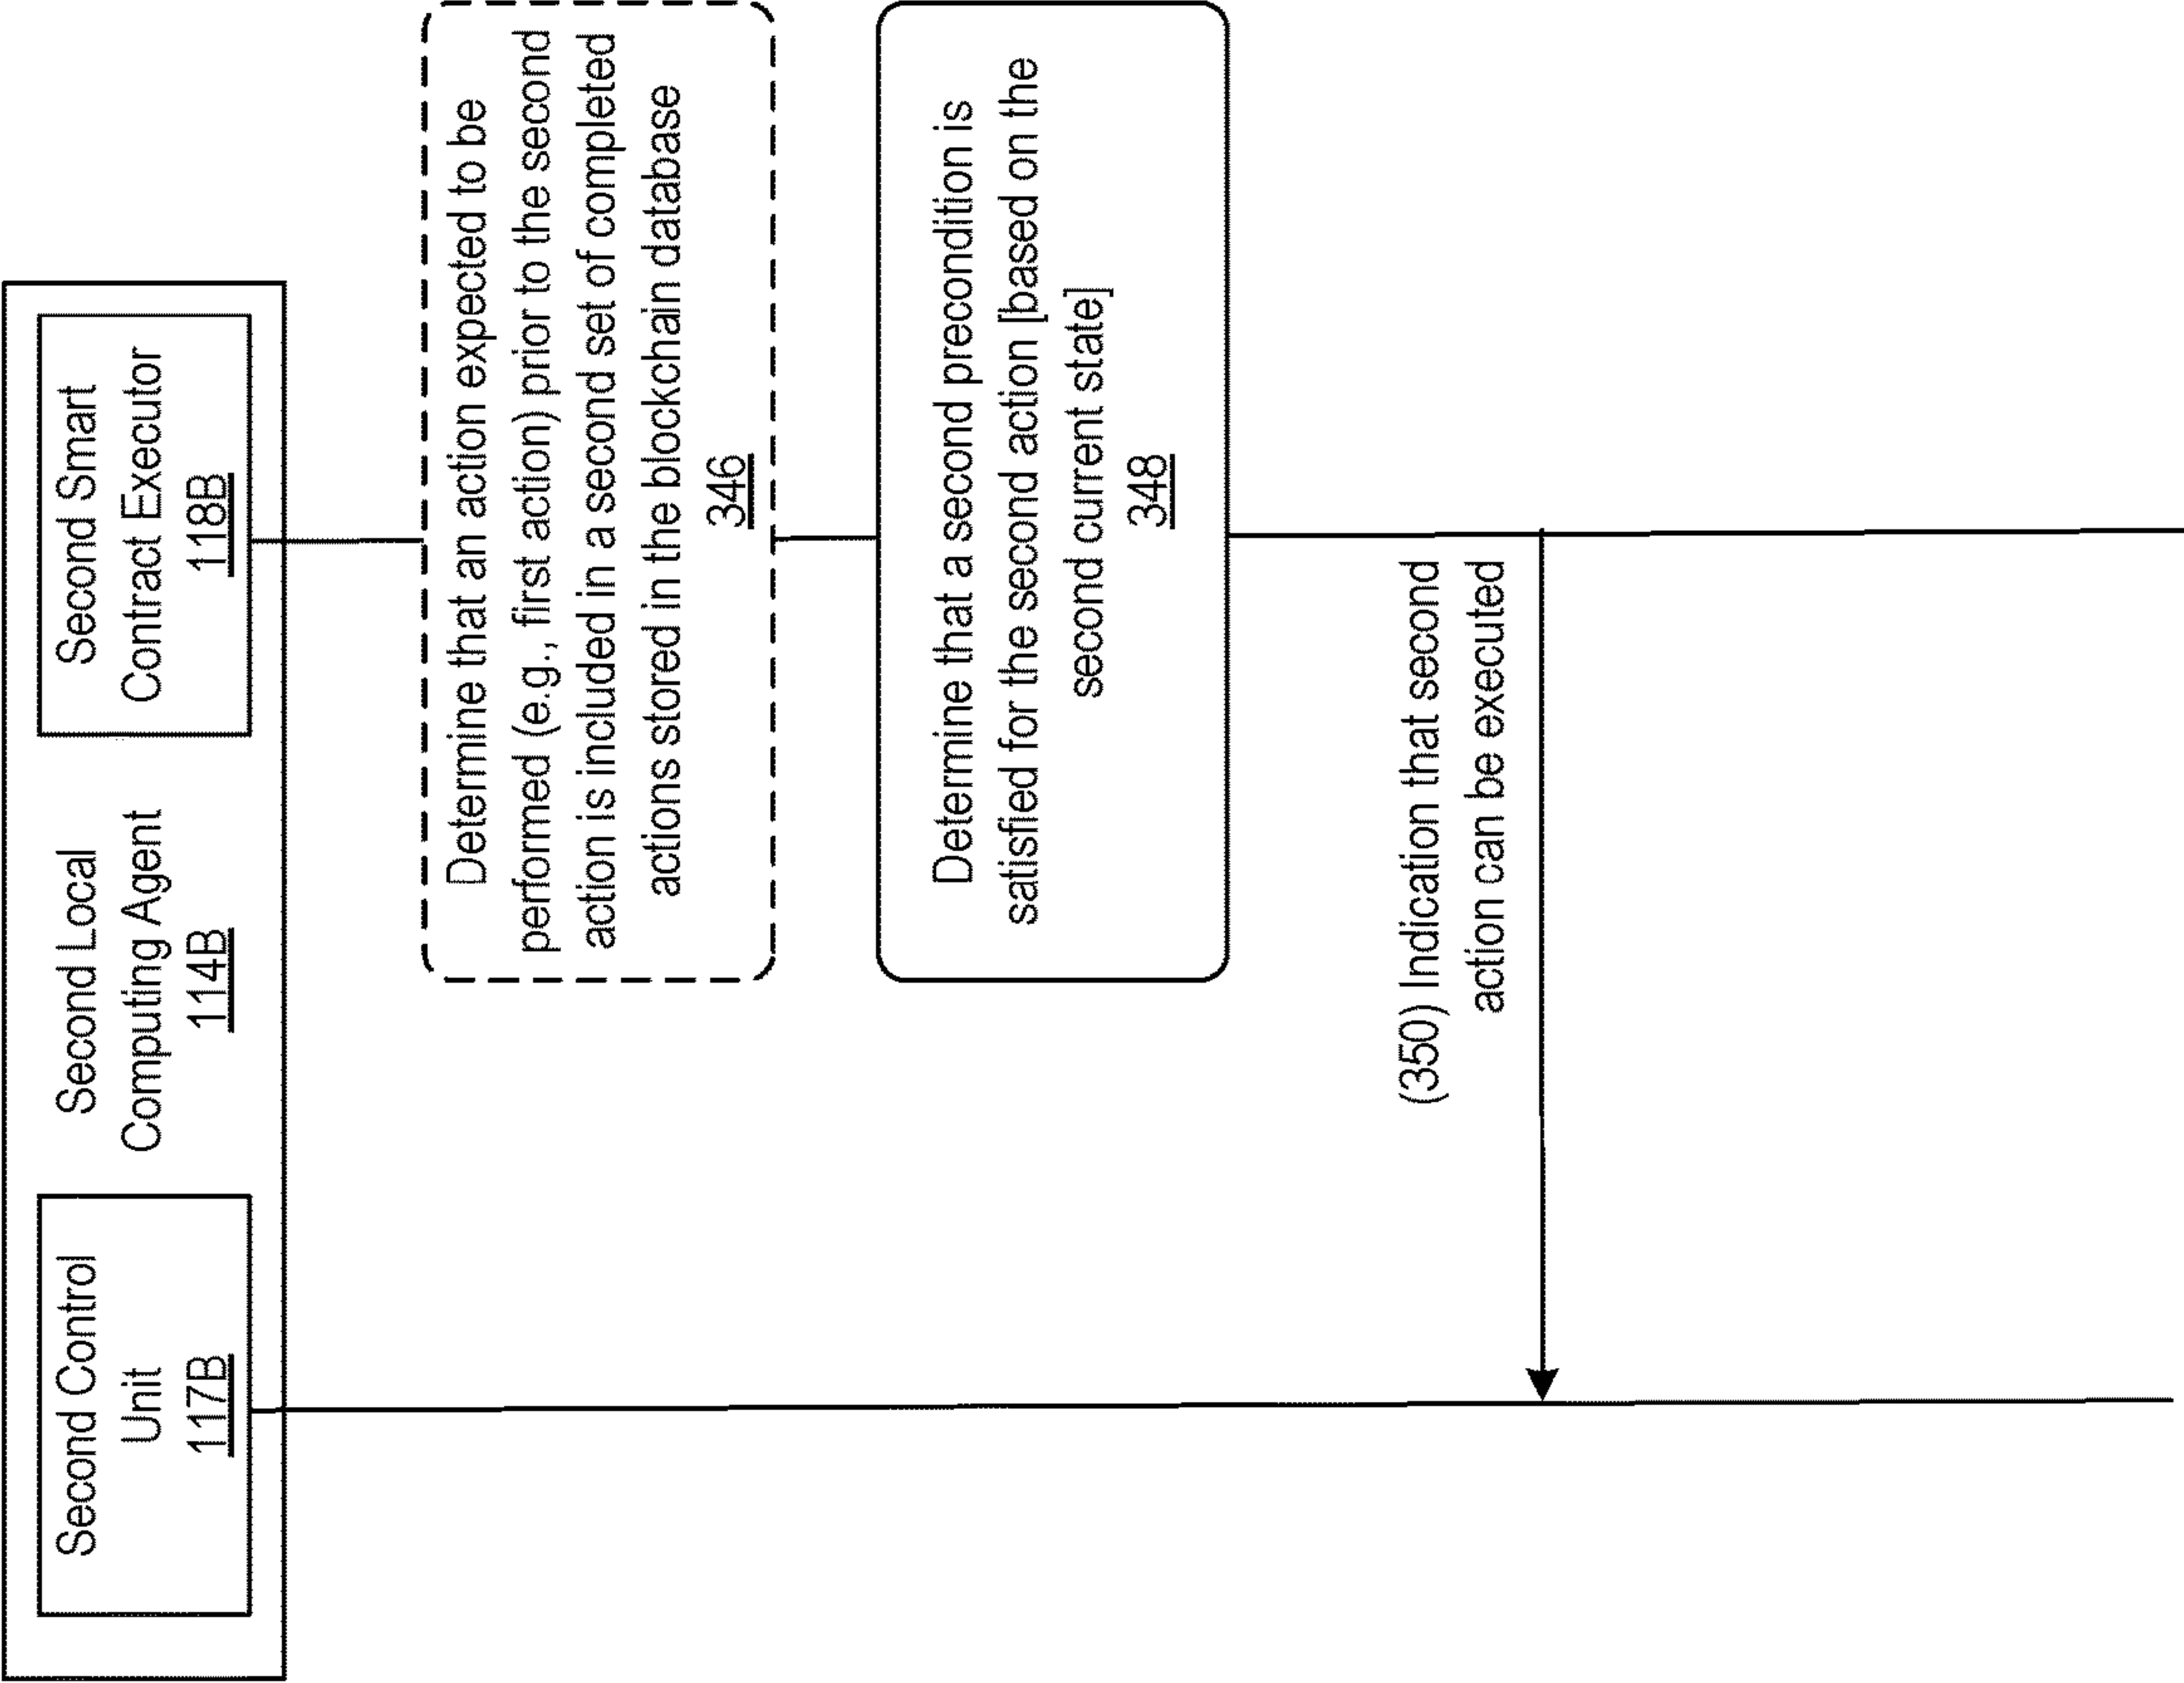 Second Control
Unit
117B
Second Local
Computing Agent
114B
Second Smart
Contract Executor
118B
Determine that an action expected to be
performed (e.g., first action) prior to the second
action is included in a second set of completed
actions stored in the blockchain database
346
Determine that a second precondition is
satisfied for the second action [based on the
second current state]
348
(350) Indication that second
action can be executed